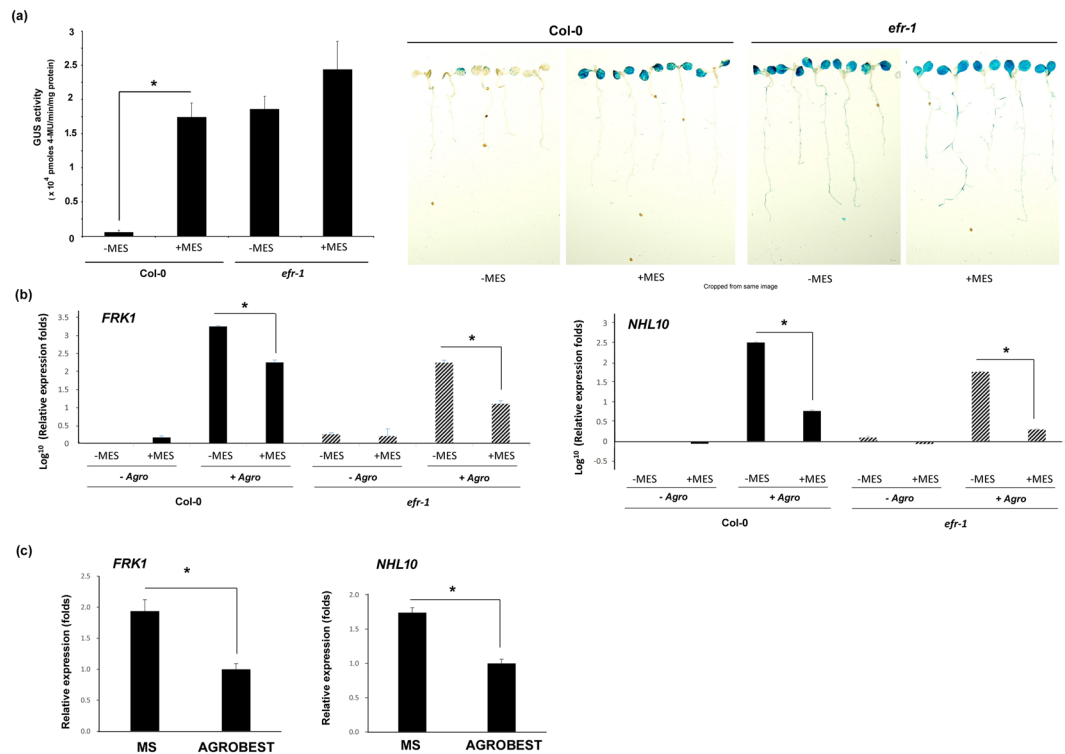 (a)
GUS activity
( x 10⁴ pmoles 4-MU/min/mg protein)
3
2.5
2
1.5
1
0.5
0
*
-MES +MES -MES +MES
Col-0 efr-1
Col-0 efr-1
-MES +MES -MES +MES
Cropped from same image
(b)
FRK1
Log¹⁰ (Relative expression folds)
3.5
3
2.5
2
1.5
1
0.5
0
* *
-MES +MES -MES +MES -MES +MES -MES +MES
- Agro + Agro - Agro + Agro
Col-0 efr-1
NHL10
Log¹⁰ (Relative expression folds)
3
2.5
2
1.5
1
0.5
0
-0.5
* *
-MES +MES -MES +MES -MES +MES -MES +MES
- Agro + Agro - Agro + Agro
Col-0 efr-1
(c)
FRK1
Relative expression (folds)
2.5
2.0
1.5
1.0
0.5
0.0
*
MS AGROBEST
NHL10
Relative expression (folds)
2.0
1.5
1.0
0.5
0.0
*
MS AGROBEST